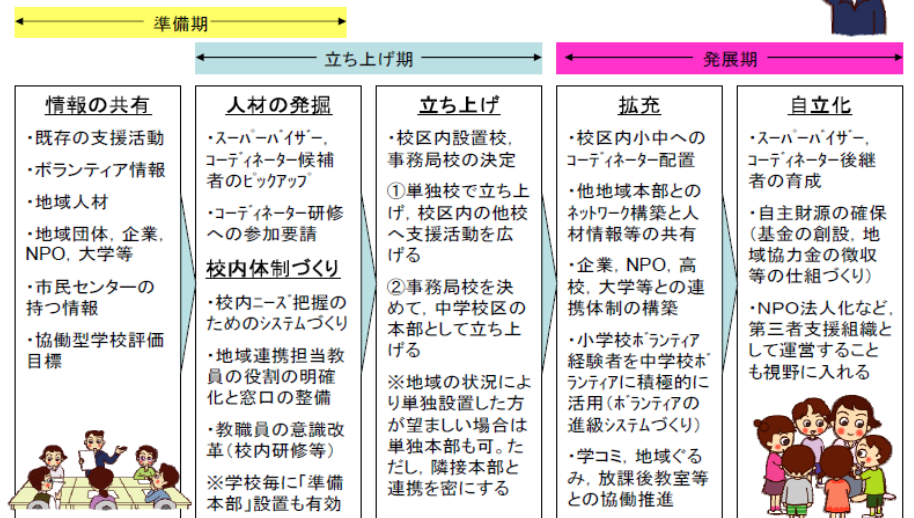 準備期
立ち上げ期
発展期
情報の共有
・既存の支援活動
・ボランティア情報
・地域人材
・地域団体，企業，
NPO，大学等
・市民センターの
持つ情報
・協働型学校評価
目標
人材の発掘
・ｽｰﾊﾟｰﾊﾞｲｻﾞｰ，
ｺｰﾃﾞｨﾈｰﾀｰ候補
者のﾋﾟｯｸｱｯﾌﾟ
・ｺｰﾃﾞｨﾈｰﾀｰ研修
への参加要請
校内体制づくり
・校内ﾆｰｽﾞ把握の
ためのｼｽﾃﾑづくり
・地域連携担当教
員の役割の明確
化と窓口の整備
・教職員の意識改
革（校内研修等）
※学校毎に「準備
本部」設置も有効
立ち上げ
・校区内設置校，
事務局校の決定
①単独校で立ち上
げ，校区内の他校
へ支援活動を広
げる
②事務局校を決
めて，中学校区の
本部として立ち上
げる
※地域の状況によ
り単独設置した方
が望ましい場合は
単独本部も可。た
だし，隣接本部と
連携を密にする
拡充
・校区内小中への
ｺｰﾃﾞｨﾈｰﾀｰ配置
・他地域本部との
ﾈｯﾄﾜｰｸ構築と人
材情報等の共有
・企業，NPO，高
校，大学等との連
携体制の構築
・小学校ﾎﾞﾗﾝﾃｨｱ
経験者を中学校ﾎﾞ
ﾗﾝﾃｨｱに積極的に
活用（ﾎﾞﾗﾝﾃｨｱの
進級ｼｽﾃﾑづくり）
・学コミ，地域ぐる
み，放課後教室等
との協働推進
自立化
・ｽｰﾊﾟｰﾊﾞｲｻﾞｰ，
ｺｰﾃﾞｨﾈｰﾀｰ後継
者の育成
・自主財源の確保
（基金の創設，地
域協力金の徴収
等の仕組づくり）
・NPO法人化など，
第三者支援組織と
して運営すること
も視野に入れる